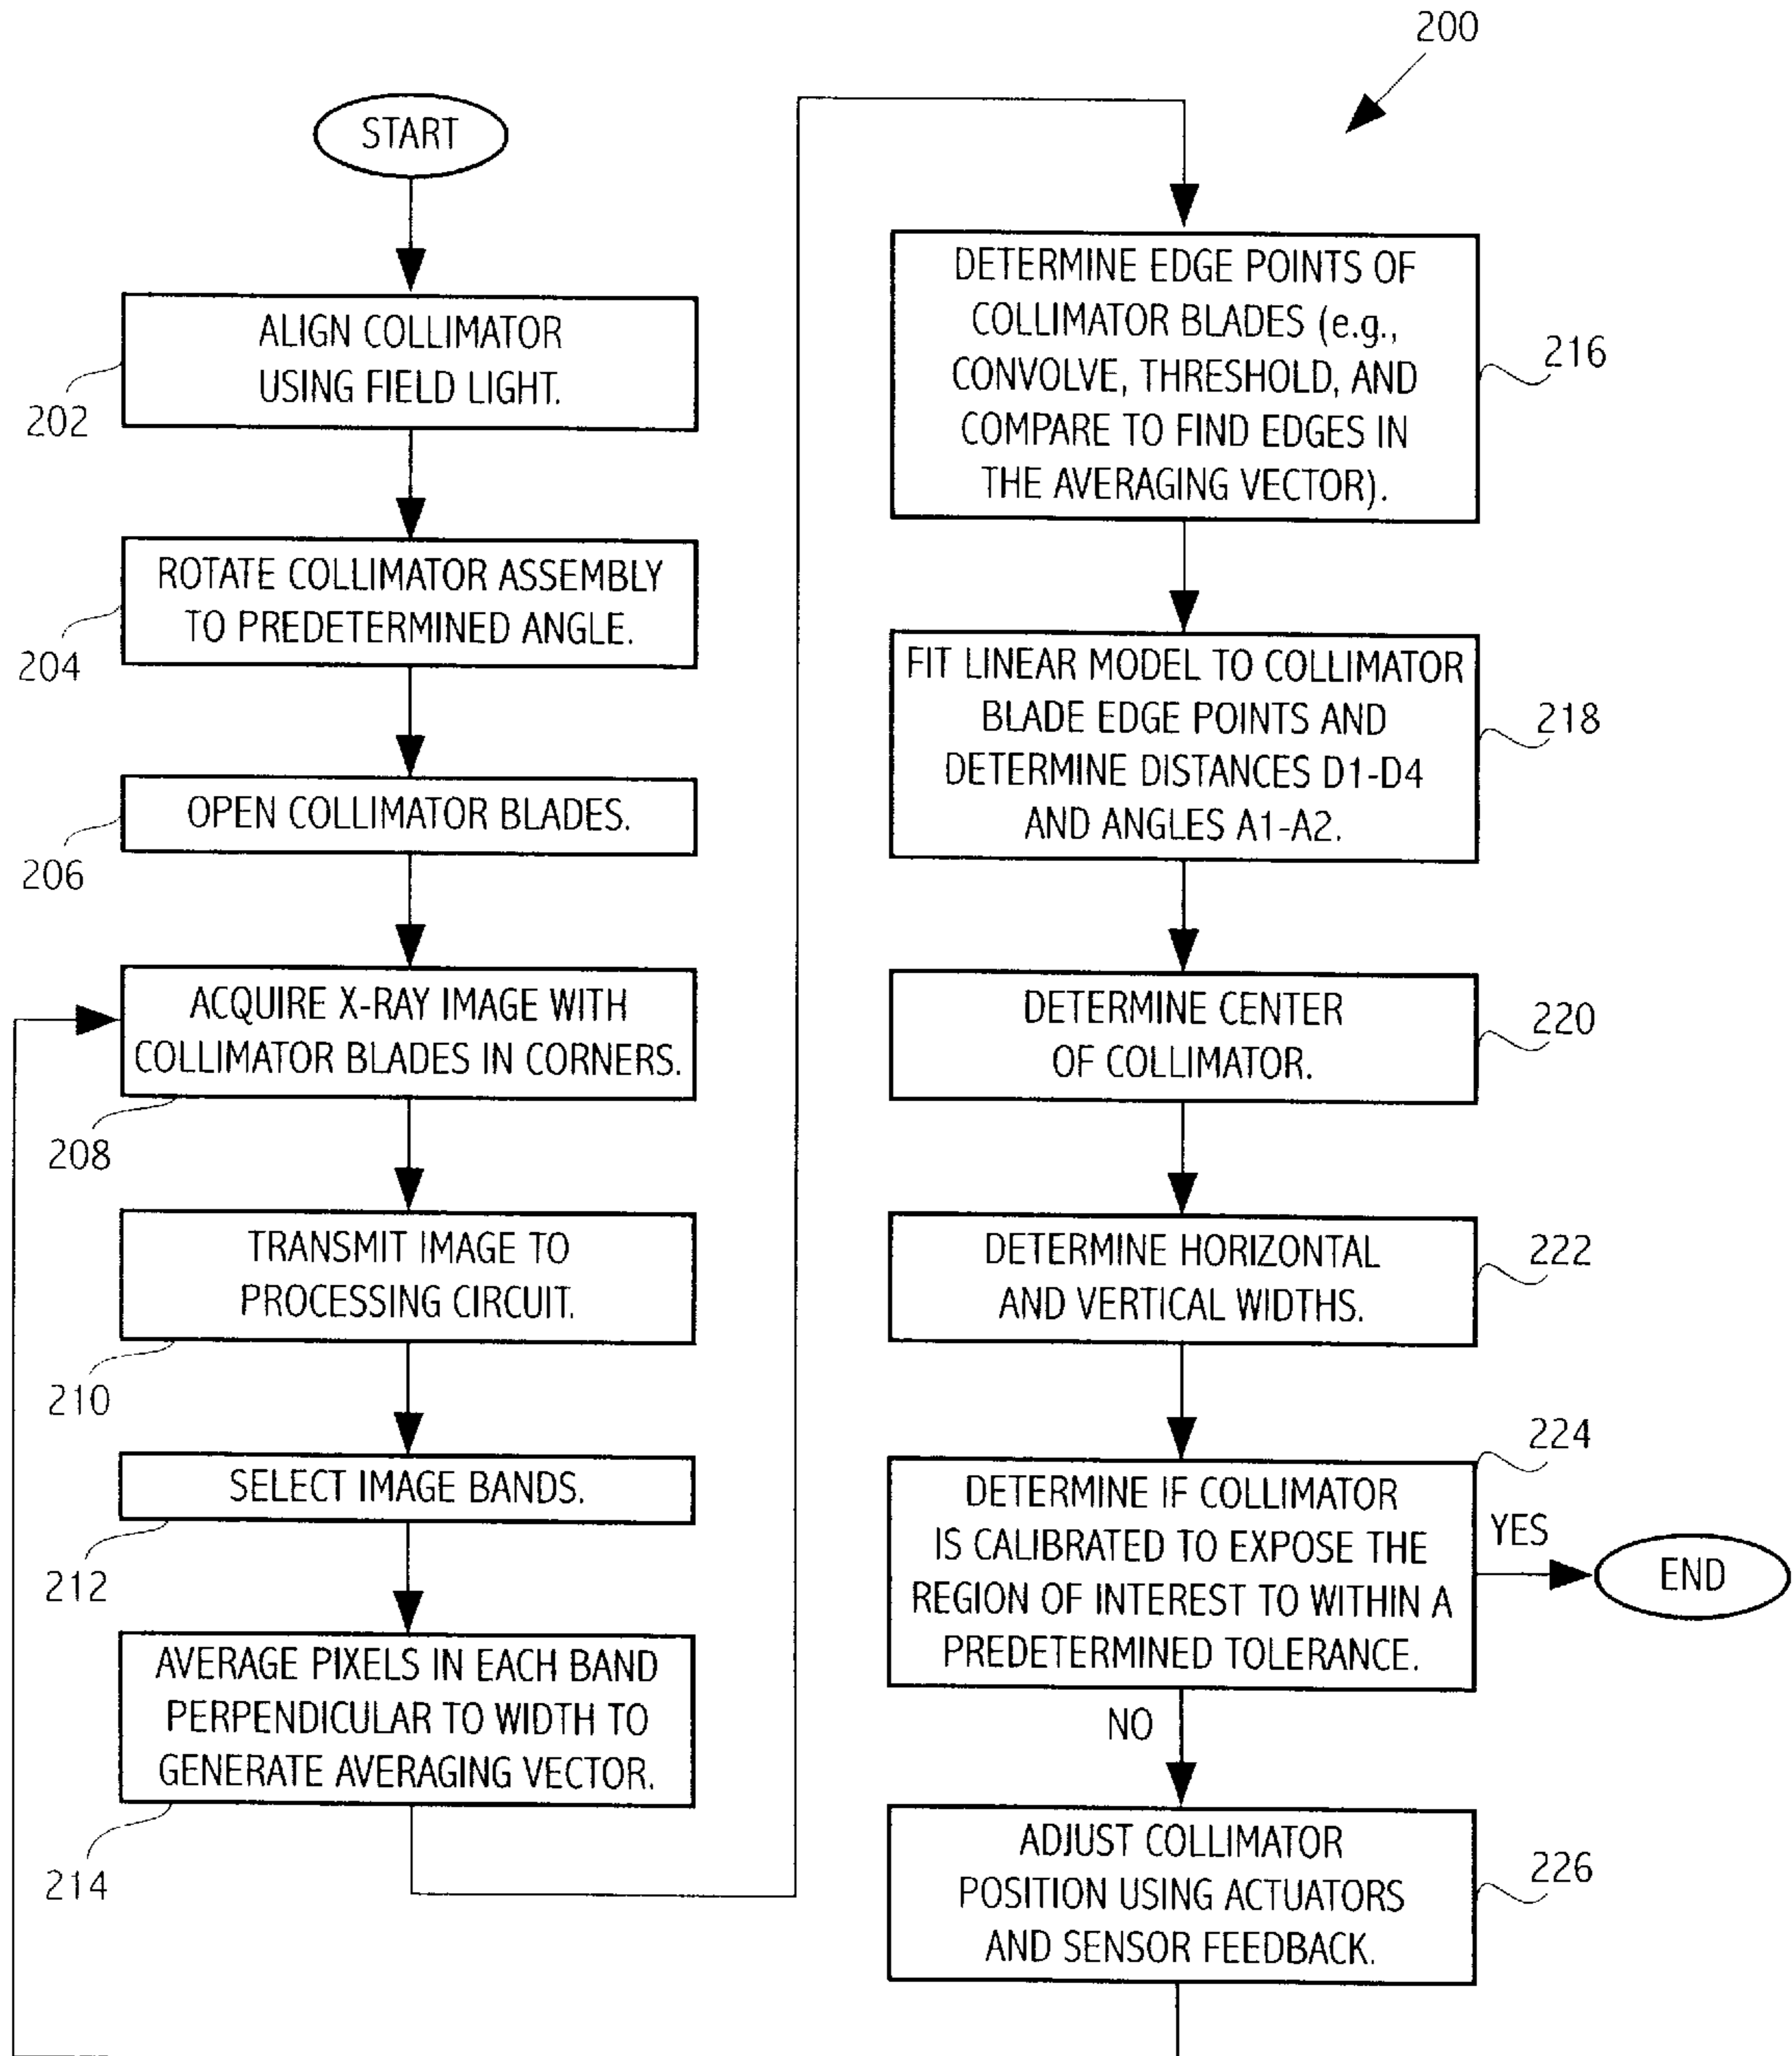 200
START
ALIGN COLLIMATOR
USING FIELD LIGHT.
202
ROTATE COLLIMATOR ASSEMBLY
TO PREDETERMINED ANGLE.
204
OPEN COLLIMATOR BLADES.
206
ACQUIRE X-RAY IMAGE WITH
COLLIMATOR BLADES IN CORNERS.
208
TRANSMIT IMAGE TO
PROCESSING CIRCUIT.
210
SELECT IMAGE BANDS.
212
AVERAGE PIXELS IN EACH BAND
PERPENDICULAR TO WIDTH TO
GENERATE AVERAGING VECTOR.
214
DETERMINE EDGE POINTS OF
COLLIMATOR BLADES (e.g.,
CONVOLVE, THRESHOLD, AND
COMPARE TO FIND EDGES IN
THE AVERAGING VECTOR).
216
FIT LINEAR MODEL TO COLLIMATOR
BLADE EDGE POINTS AND
DETERMINE DISTANCES D1-D4
AND ANGLES A1-A2.
218
DETERMINE CENTER
OF COLLIMATOR.
220
DETERMINE HORIZONTAL
AND VERTICAL WIDTHS.
222
224
DETERMINE IF COLLIMATOR
IS CALIBRATED TO EXPOSE THE
REGION OF INTEREST TO WITHIN A
PREDETERMINED TOLERANCE.
YES
END
NO
ADJUST COLLIMATOR
POSITION USING ACTUATORS
AND SENSOR FEEDBACK.
226